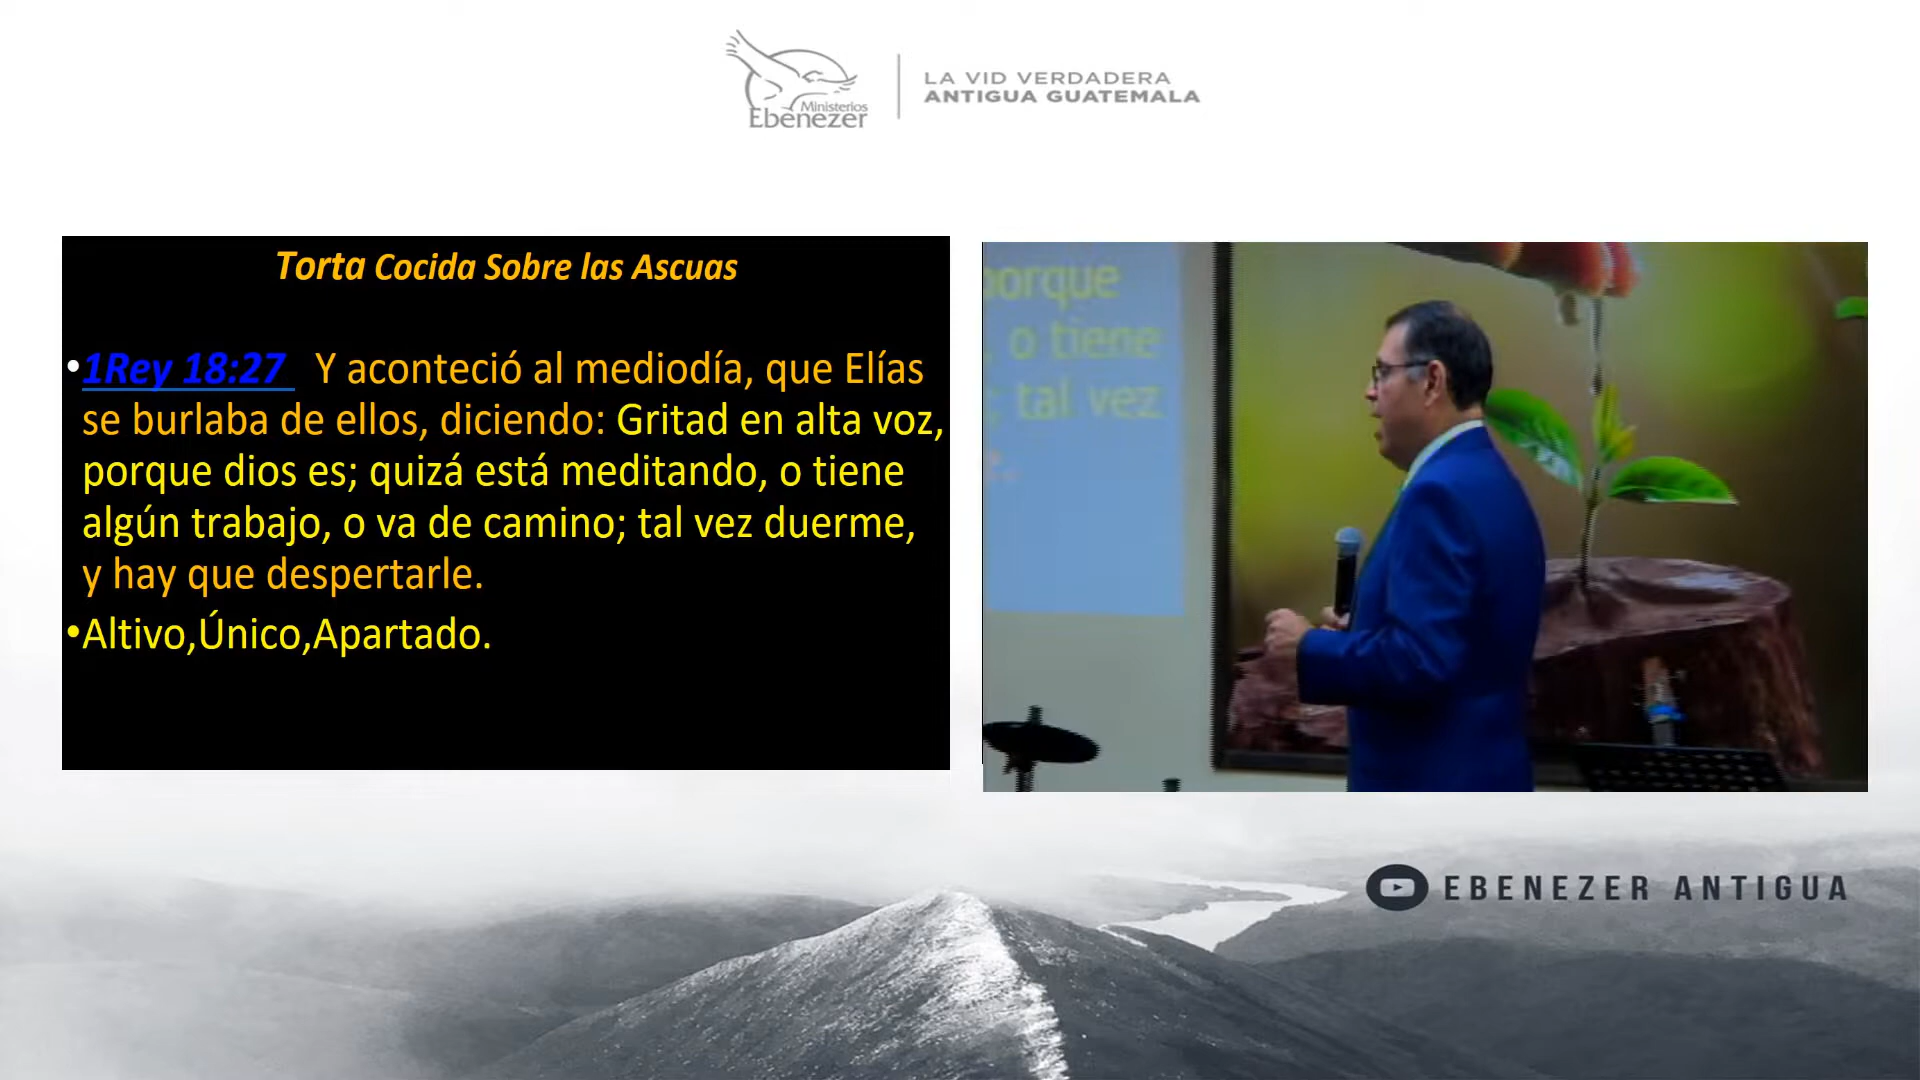 Ministerios
Ebenezer
LA VID VERDADERA
ANTIGUA GUATEMALA
Torta Cocida Sobre las Ascuas
•1Rey 18:27 Y aconteció al mediodía, que Elías
se burlaba de ellos, diciendo: Gritad en alta voz,
porque dios es; quizá está meditando, o tiene
algún trabajo, o va de camino; tal vez duerme,
y hay que despertarle.
•Altivo,Único,Apartado.
porque
, o tiene
; tal vez
EBENEZER ANTIGUA